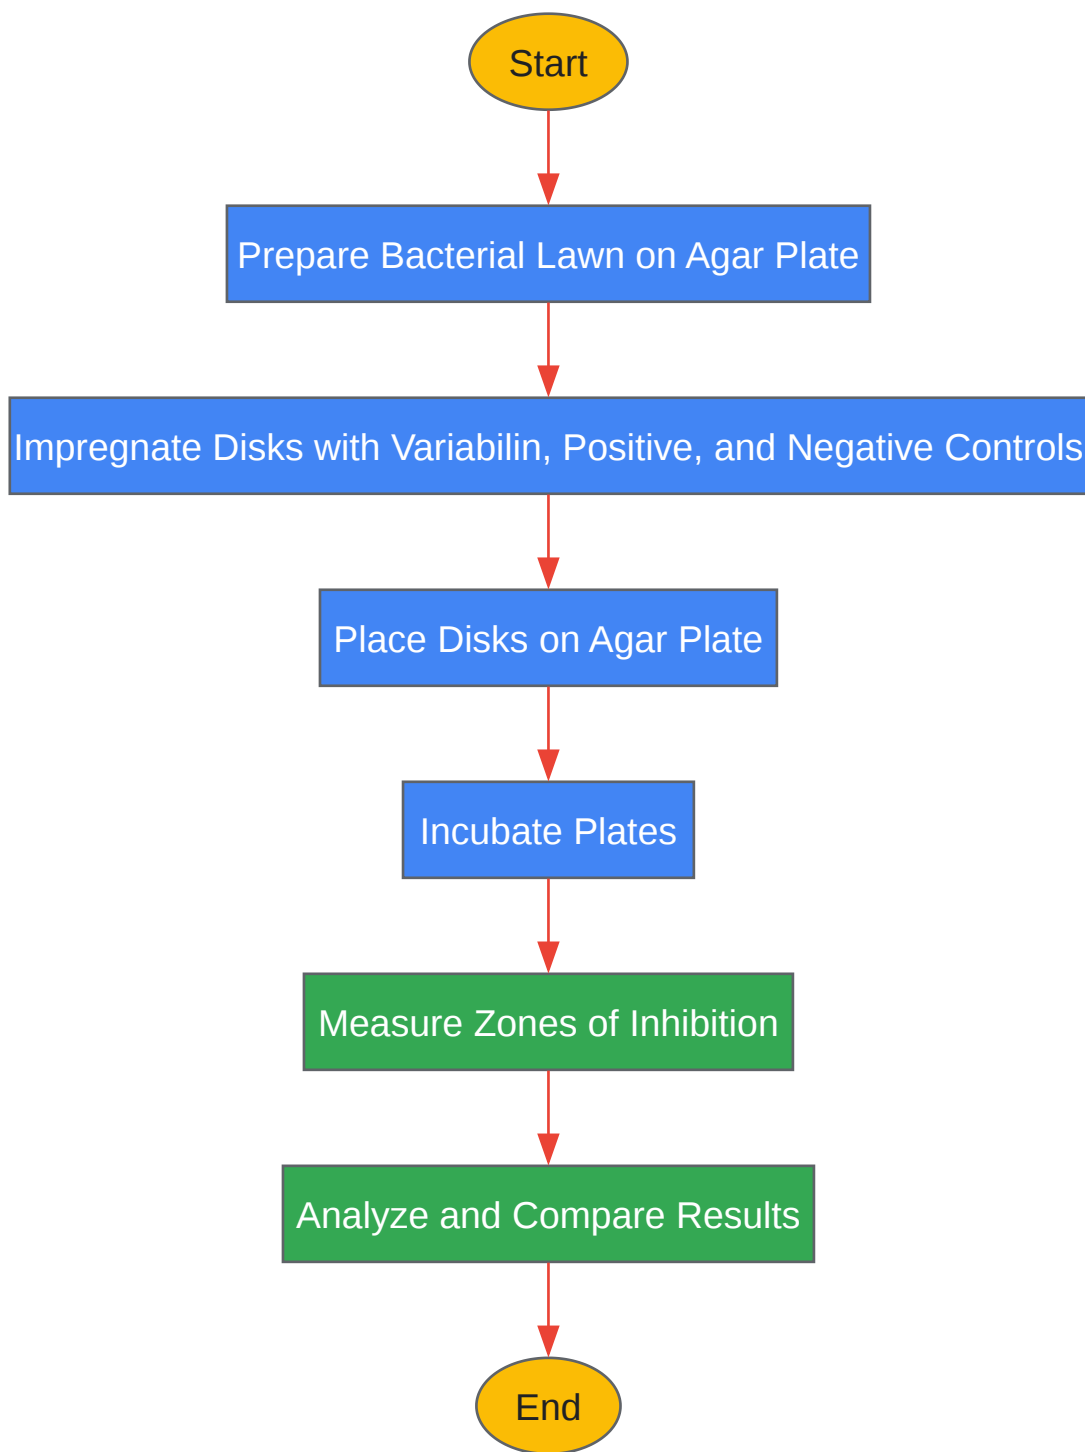 Start
Prepare Bacterial Lawn on Agar Plate
Impregnate Disks with Variabilin, Positive, and Negative Controls
Place Disks on Agar Plate
Incubate Plates
Measure Zones of Inhibition
Analyze and Compare Results
End